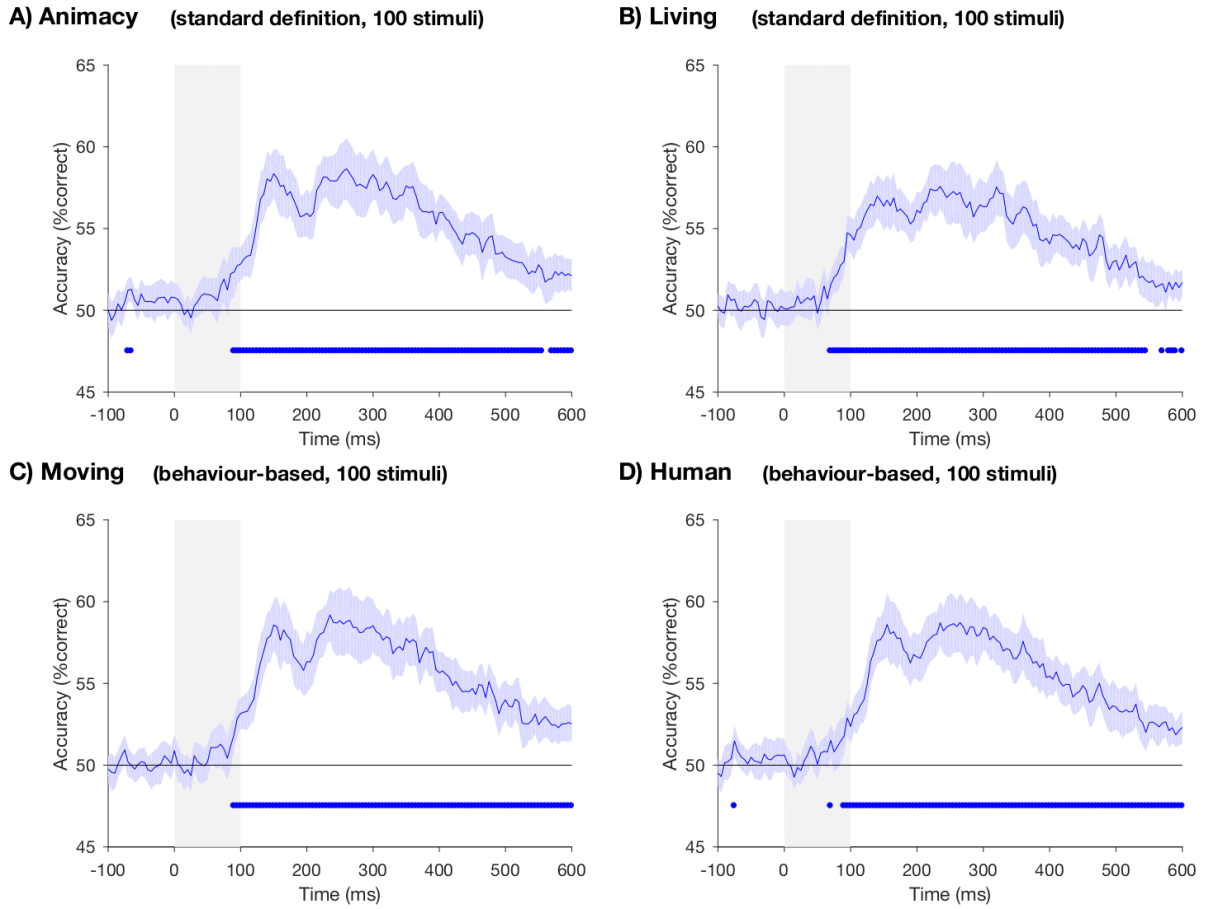 A) Animacy (standard definition, 100 stimuli)
65
60
55
50
45
Accuracy (%correct)
-100 0 100 200 300 400 500 600
Time (ms)
B) Living (standard definition, 100 stimuli)
65
60
55
50
45
Accuracy (%correct)
-100 0 100 200 300 400 500 600
Time (ms)
C) Moving (behaviour-based, 100 stimuli)
65
60
55
50
45
Accuracy (%correct)
-100 0 100 200 300 400 500 600
Time (ms)
D) Human (behaviour-based, 100 stimuli)
65
60
55
50
45
Accuracy (%correct)
-100 0 100 200 300 400 500 600
Time (ms)